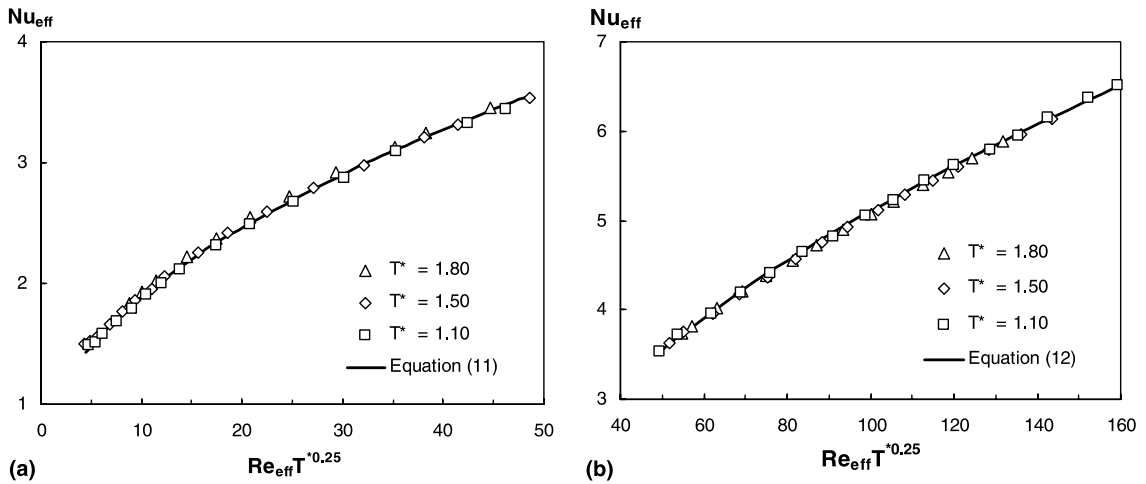 Nu_eff
4
3
2
1
0 10 20 30 40 50
T* = 1.80
T* = 1.50
T* = 1.10
Equation (11)
Re_eff T^*0.25
(a)
Nu_eff
7
6
5
4
3
40 60 80 100 120 140 160
T* = 1.80
T* = 1.50
T* = 1.10
Equation (12)
Re_eff T^*0.25
(b)